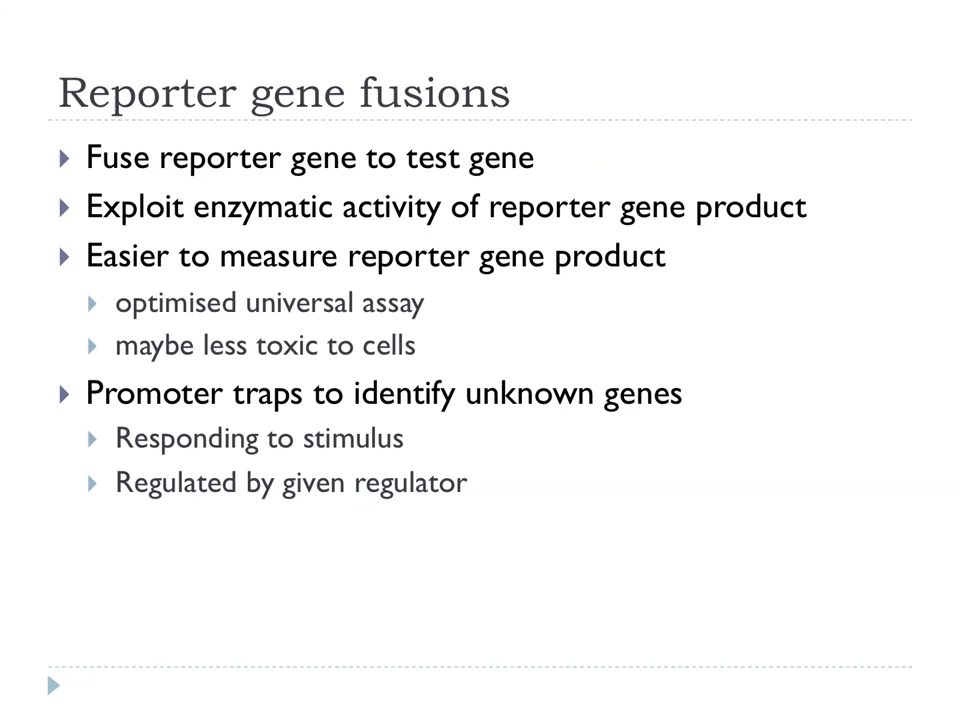 Reporter gene fusions
Fuse reporter gene to test gene
Exploit enzymatic activity of reporter gene product
Easier to measure reporter gene product
optimised universal assay
maybe less toxic to cells
Promoter traps to identify unknown genes
Responding to stimulus
Regulated by given regulator